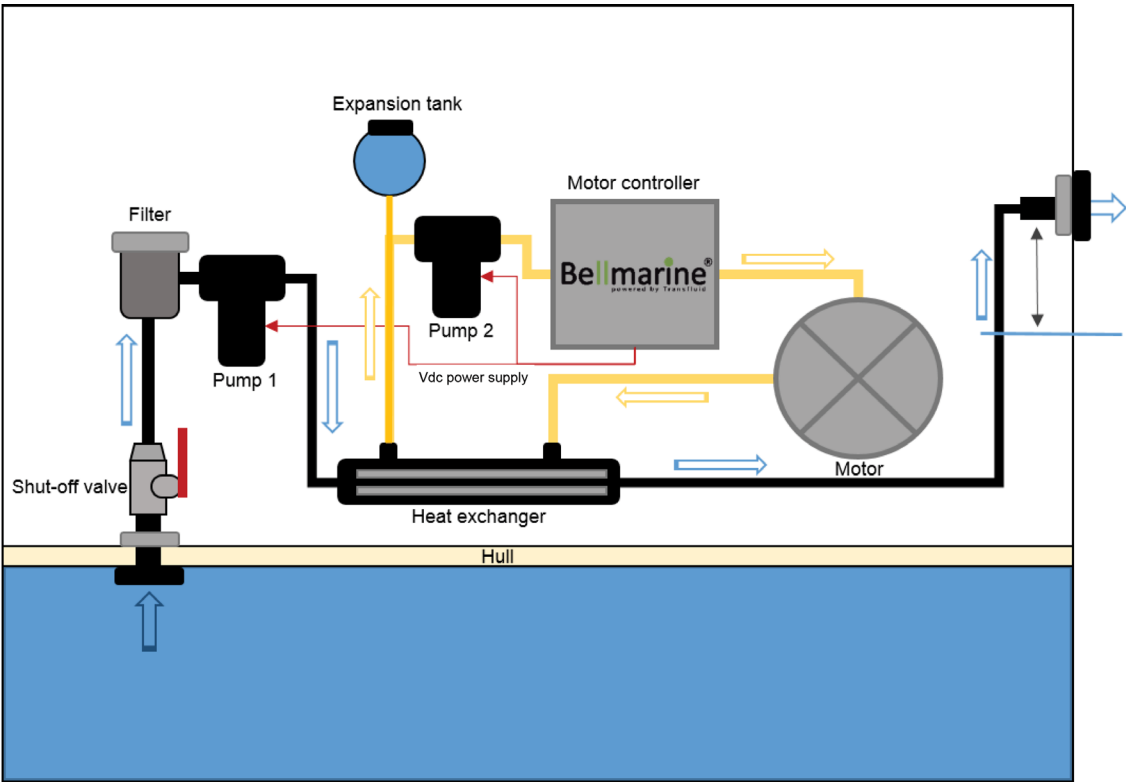 Expansion tank
Motor controller
Filter
Bellmarine®
powered by Transfluid
Pump 2
Pump 1
Vdc power supply
Motor
Shut-off valve
Heat exchanger
Hull